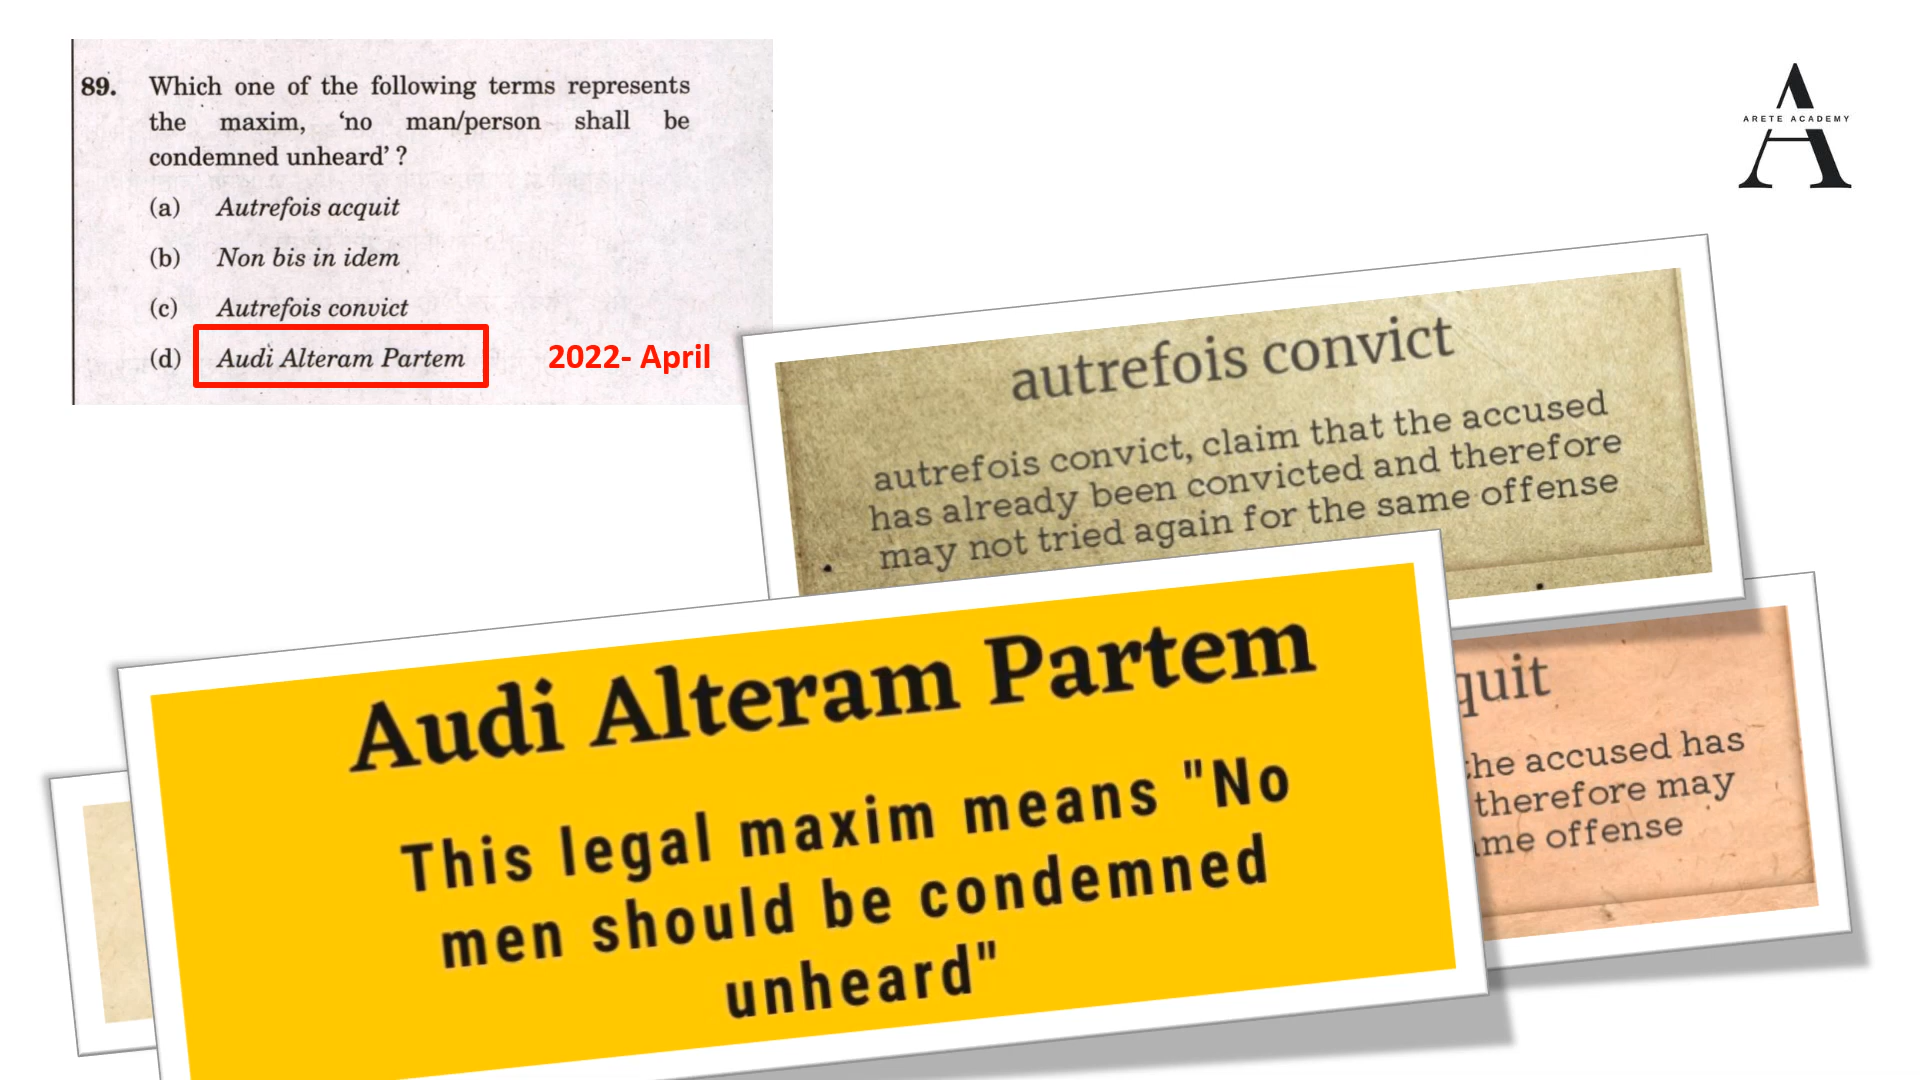 89. Which one of the following terms represents
the maxim, ‘no man/person shall be
condemned unheard’ ?
(a) Autrefois acquit
(b) Non bis in idem
(c) Autrefois convict
(d) Audi Alteram Partem
2022- April
ARETE ACADEMY
autrefois convict
autrefois convict, claim that the accused
has already been convicted and therefore
may not tried again for the same offense
Audi Alteram Partem
This legal maxim means "No
men should be condemned
unheard"
quit
the accused has
therefore may
offense